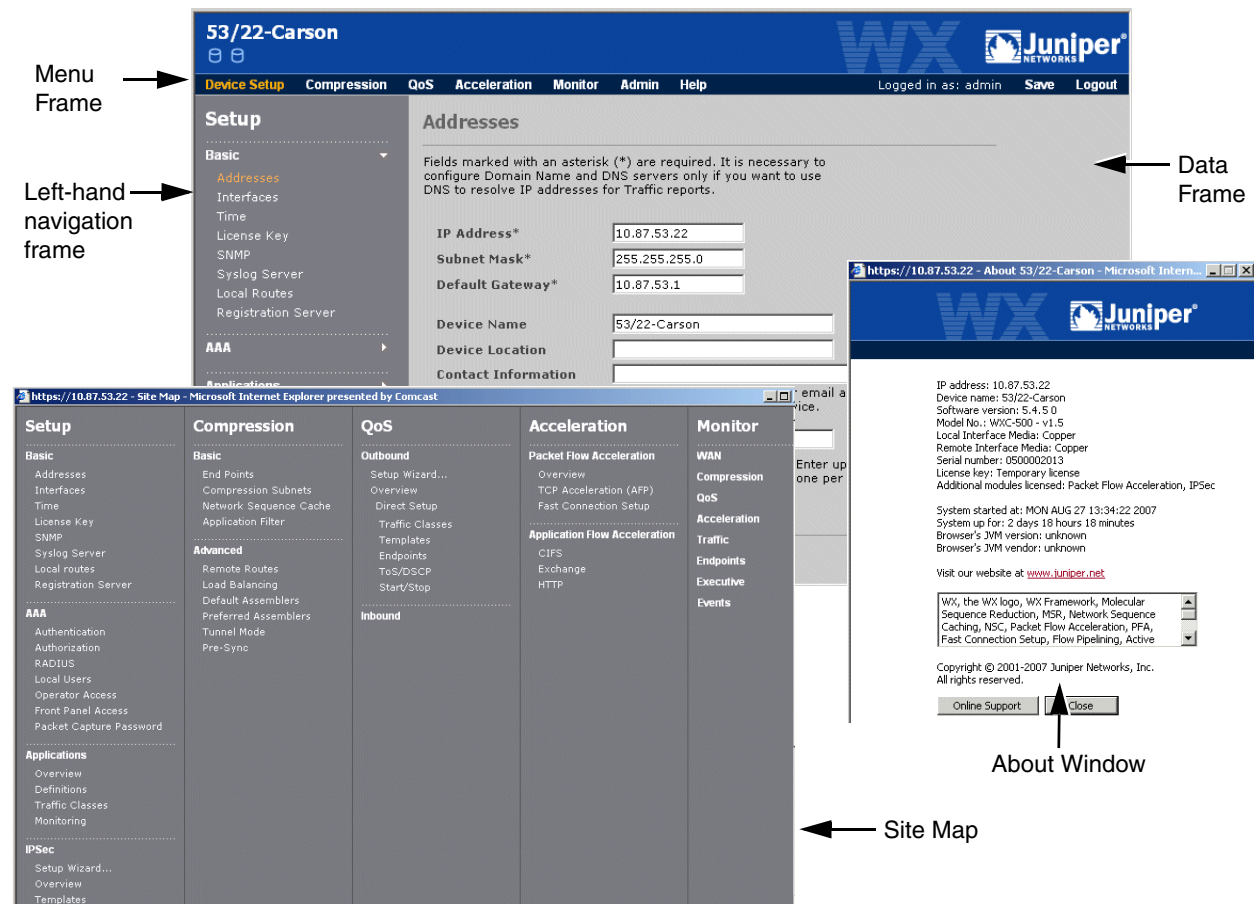 53/22-Carson
WX
Juniper®
NETWORKS
Menu
Frame
Device Setup Compression QoS Acceleration Monitor Admin Help Logged in as: admin Save Logout
Setup
Basic
Addresses
Interfaces
Time
License Key
SNMP
Syslog Server
Local Routes
Registration Server
AAA
Applications
Left-hand
navigation
frame
Addresses
Fields marked with an asterisk (*) are required. It is necessary to
configure Domain Name and DNS servers only if you want to use
DNS to resolve IP addresses for Traffic reports.
IP Address* 10.87.53.22
Subnet Mask* 255.255.255.0
Default Gateway* 10.87.53.1
Device Name 53/22-Carson
Device Location
Contact Information
email a
vice.
Enter up
one per
Data
Frame
https://10.87.53.22 - About 53/22-Carson - Microsoft Intern...
WX
Juniper®
NETWORKS
IP address: 10.87.53.22
Device name: 53/22-Carson
Software version: 5.4.5 0
Model No.: WXC-500 - v1.5
Local Interface Media: Copper
Remote Interface Media: Copper
Serial number: 0500002013
License key: Temporary license
Additional modules licensed: Packet Flow Acceleration, IPSec
System started at: MON AUG 27 13:34:22 2007
System up for: 2 days 18 hours 18 minutes
Browser's JVM version: unknown
Browser's JVM vendor: unknown
Visit our website at www.juniper.net
WX, the WX logo, WX Framework, Molecular
Sequence Reduction, MSR, Network Sequence
Caching, NSC, Packet Flow Acceleration, PFA,
Fast Connection Setup, Flow Pipelining, Active
Copyright © 2001-2007 Juniper Networks, Inc.
All rights reserved.
Online Support Close
About Window
https://10.87.53.22 - Site Map - Microsoft Internet Explorer presented by Comcast
Setup
Basic
Addresses
Interfaces
Time
License Key
SNMP
Syslog Server
Local routes
Registration Server
AAA
Authentication
Authorization
RADIUS
Local Users
Operator Access
Front Panel Access
Packet Capture Password
Applications
Overview
Definitions
Traffic Classes
Monitoring
IPSec
Setup Wizard...
Overview
Templates
Compression
Basic
End Points
Compression Subnets
Network Sequence Cache
Application Filter
Advanced
Remote Routes
Load Balancing
Default Assemblers
Preferred Assemblers
Tunnel Mode
Pre-Sync
QoS
Outbound
Setup Wizard...
Overview
Direct Setup
Traffic Classes
Templates
Endpoints
ToS/DSCP
Start/Stop
Inbound
Acceleration
Packet Flow Acceleration
Overview
TCP Acceleration (AFP)
Fast Connection Setup
Application Flow Acceleration
CIFS
Exchange
HTTP
Monitor
WAN
Compression
QoS
Acceleration
Traffic
Endpoints
Executive
Events
Site Map